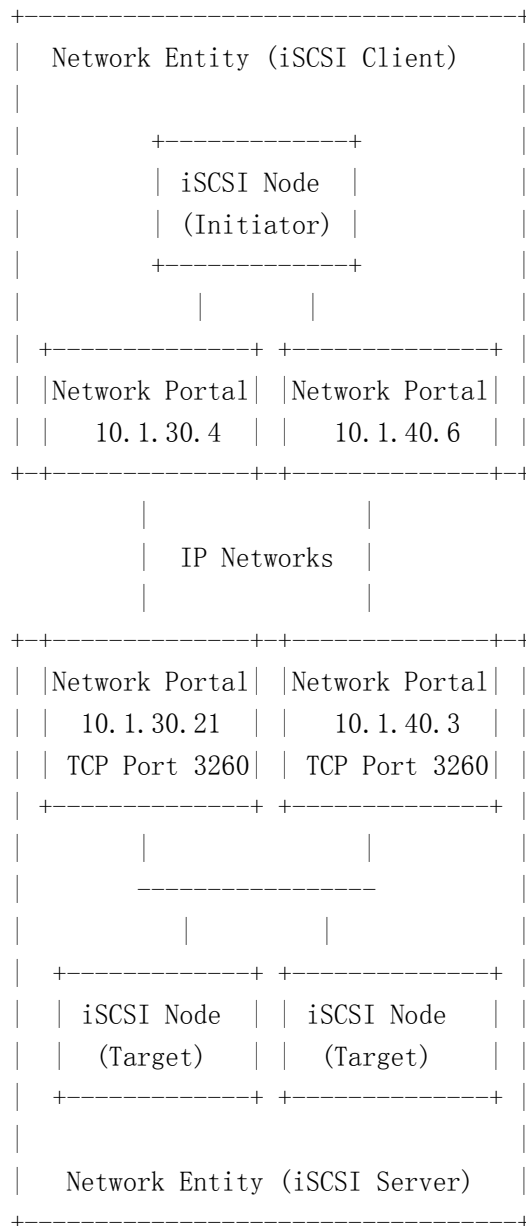 Network Entity (iSCSI Client)
iSCSI Node
(Initiator)
Network Portal Network Portal
10.1.30.4 10.1.40.6
IP Networks
Network Portal Network Portal
10.1.30.21 10.1.40.3
TCP Port 3260 TCP Port 3260
iSCSI Node iSCSI Node
(Target) (Target)
Network Entity (iSCSI Server)